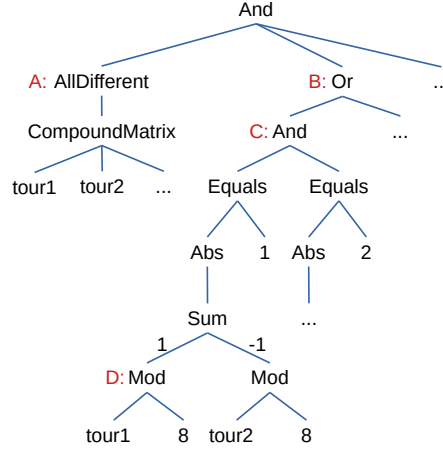 And
A: AllDifferent
B: Or
..
CompoundMatrix
C: And
...
tour1
tour2
...
Equals
Equals
Abs
1
Abs
2
Sum
...
1
-1
D: Mod
Mod
tour1
8
tour2
8